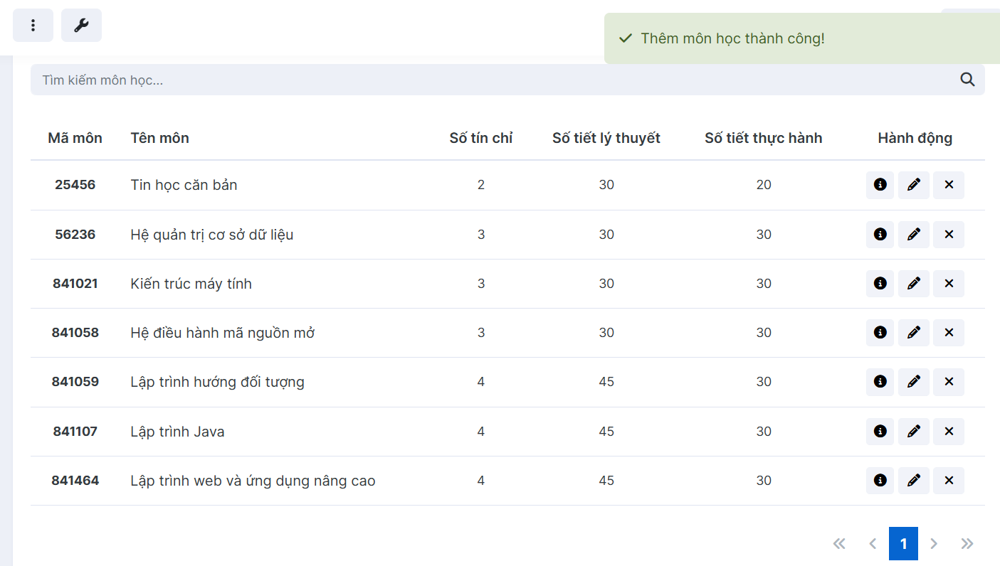 Thêm môn học thành công!
Tìm kiếm môn học...
Mã môn Tên môn Số tín chỉ Số tiết lý thuyết Số tiết thực hành Hành động
25456 Tin học căn bản 2 30 20
56236 Hệ quản trị cơ sở dữ liệu 3 30 30
841021 Kiến trúc máy tính 3 30 30
841058 Hệ điều hành mã nguồn mở 3 30 30
841059 Lập trình hướng đối tượng 4 45 30
841107 Lập trình Java 4 45 30
841464 Lập trình web và ứng dụng nâng cao 4 45 30
1